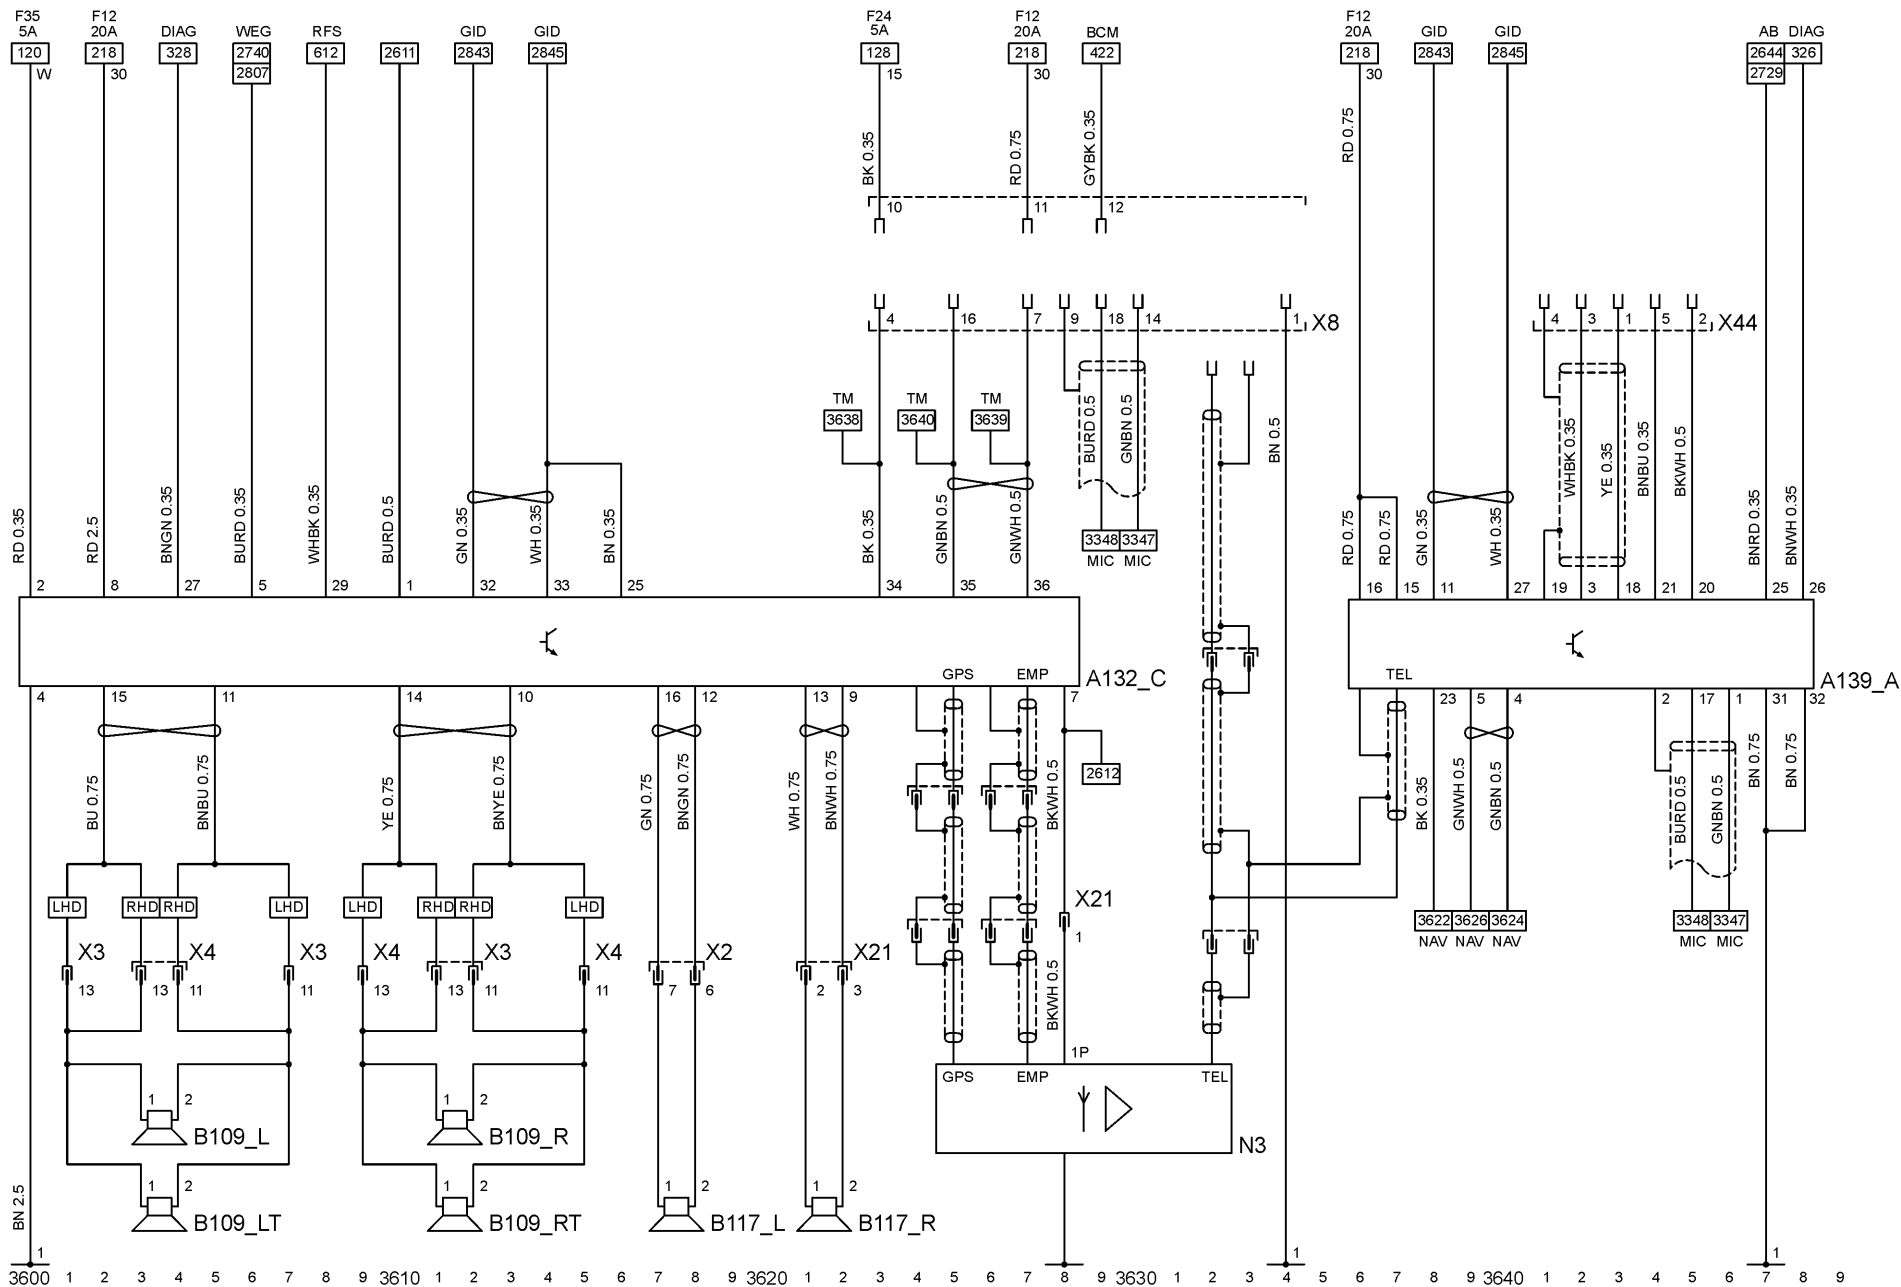 F35 F12 F24 F12 F12
5A 20A DIAG WEG RFS GID GID 5A 20A BCM 20A GID GID AB DIAG
120 218 328 2740 612 2611 2843 2845 128 218 422 218 2843 2845 2644 326
W 30 2807 15 30 30 2729
RD 0.75
BK 0.35 RD 0.75 GYBK 0.35
10 11 12
4 16 7 9 18 14 1 X8 4 3 1 5 2 X44
TM TM TM
3638 3640 3639
BURD 0.5 GNBN 0.5 BN 0.5 WHBK 0.35 YE 0.35 BNBU 0.35 BKWH 0.5
RD 0.35 RD 2.5 BNGN 0.35 BURD 0.35 WHBK 0.35 BURD 0.5 GN 0.35 WH 0.35 BN 0.35 BK 0.35 GNBN 0.5 GNWH 0.5 RD 0.75 RD 0.75 GN 0.35 WH 0.35 BNRD 0.35 BNWH 0.35
3348 3347
MIC MIC
2 8 27 5 29 1 32 33 25 34 35 36 16 15 11 27 19 3 18 21 20 25 26
GPS EMP A132_C TEL A139_A
4 15 11 14 10 16 12 13 9 7 23 5 4 2 17 1 31 32
2612
BU 0.75 BNBU 0.75 YE 0.75 BNYE 0.75 GN 0.75 BNGN 0.75 WH 0.75 BNWH 0.75 BKWH 0.5 BK 0.35 GNWH 0.5 GNBN 0.5 BURD 0.5 GNBN 0.5 BN 0.75 BN 0.75
LHD RHD RHD LHD LHD RHD RHD LHD X21
1
3622 3626 3624 3348 3347
NAV NAV NAV MIC MIC
X3 X4 X3 X4 X3 X4 X2 X21
13 13 11 11 13 13 11 11 7 6 2 3
BKWH 0.5
1P
GPS EMP TEL
1 2 B109_L 1 2 B109_R N3
1 2 B109_LT 1 2 B109_RT 1 2 B117_L 1 2 B117_R
BN 2.5
1 1 1
3600 1 2 3 4 5 6 7 8 9 3610 1 2 3 4 5 6 7 8 9 3620 1 2 3 4 5 6 7 8 9 3630 1 2 3 4 5 6 7 8 9 3640 1 2 3 4 5 6 7 8 9